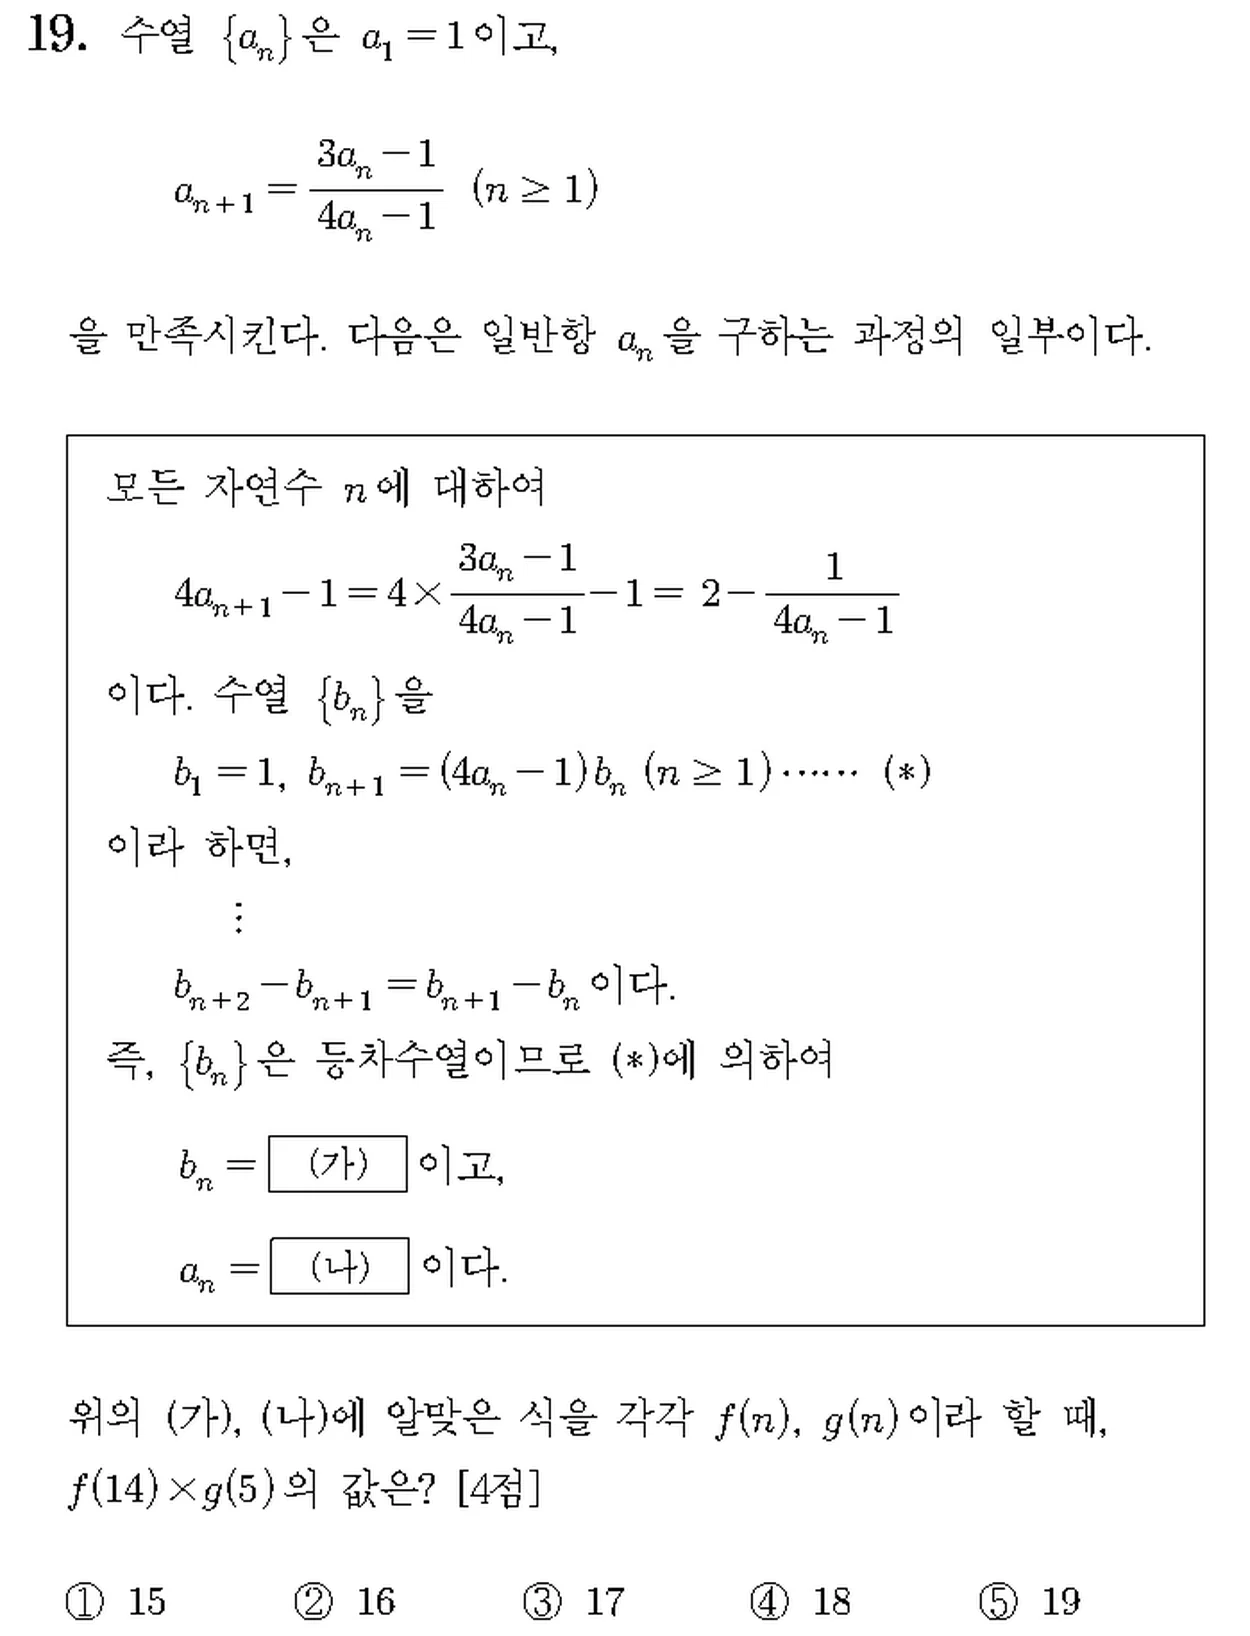 19. 수열 {aₙ}은 a₁ = 1이고,
aₙ₊₁ = (3aₙ − 1)/(4aₙ − 1) (n ≥ 1)
을 만족시킨다. 다음은 일반항 aₙ을 구하는 과정의 일부이다.
모든 자연수 n에 대하여
4aₙ₊₁ − 1 = 4 × (3aₙ − 1)/(4aₙ − 1) − 1 = 2 − 1/(4aₙ − 1)
이다. 수열 {bₙ}을
b₁ = 1, bₙ₊₁ = (4aₙ − 1)bₙ (n ≥ 1) ⋯⋯ (*)
이라 하면,
⋮
bₙ₊₂ − bₙ₊₁ = bₙ₊₁ − bₙ이다.
즉, {bₙ}은 등차수열이므로 (*)에 의하여
bₙ = (가) 이고,
aₙ = (나) 이다.
위의 (가), (나)에 알맞은 식을 각각 f(n), g(n)이라 할 때,
f(14)×g(5)의 값은? [4점]
① 15 ② 16 ③ 17 ④ 18 ⑤ 19